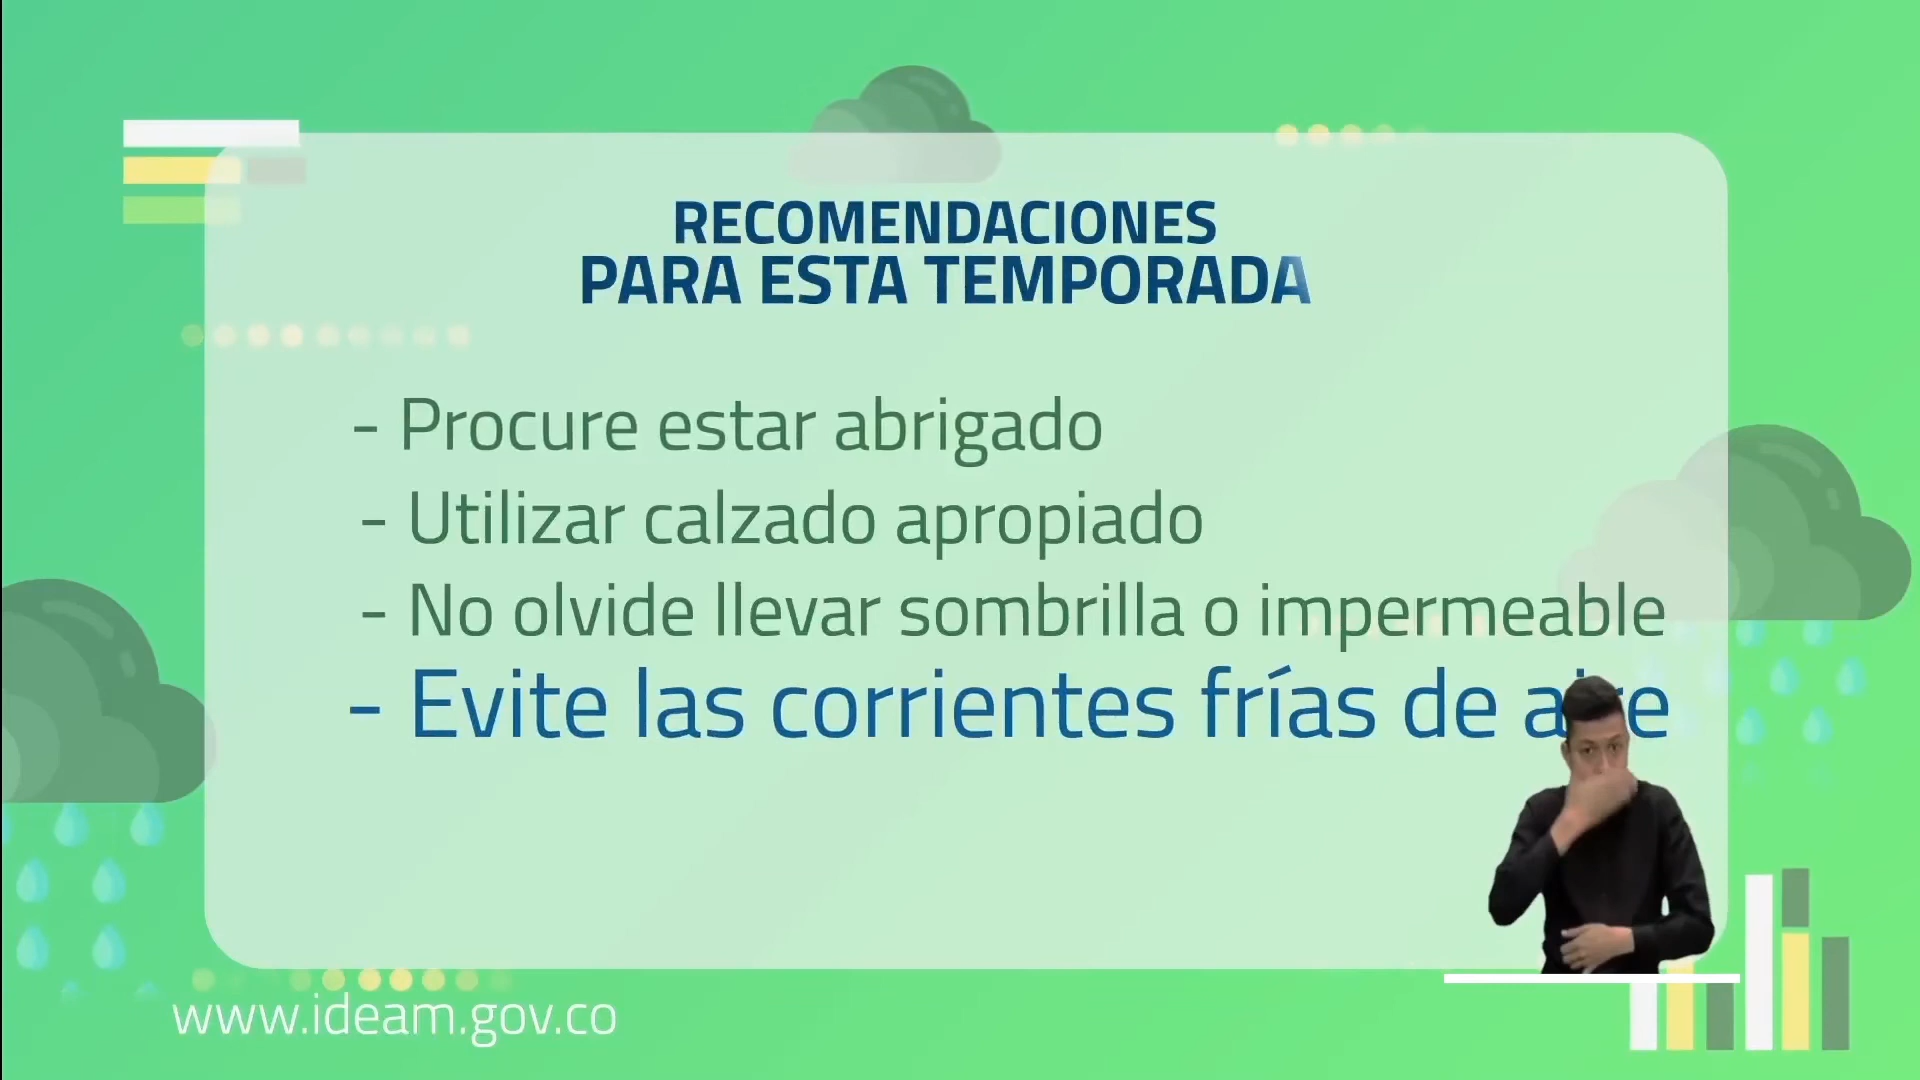 RECOMENDACIONES
PARA ESTA TEMPORADA
- Procure estar abrigado
- Utilizar calzado apropiado
- No olvide llevar sombrilla o impermeable
- Evite las corrientes frías de aire
www.ideam.gov.co